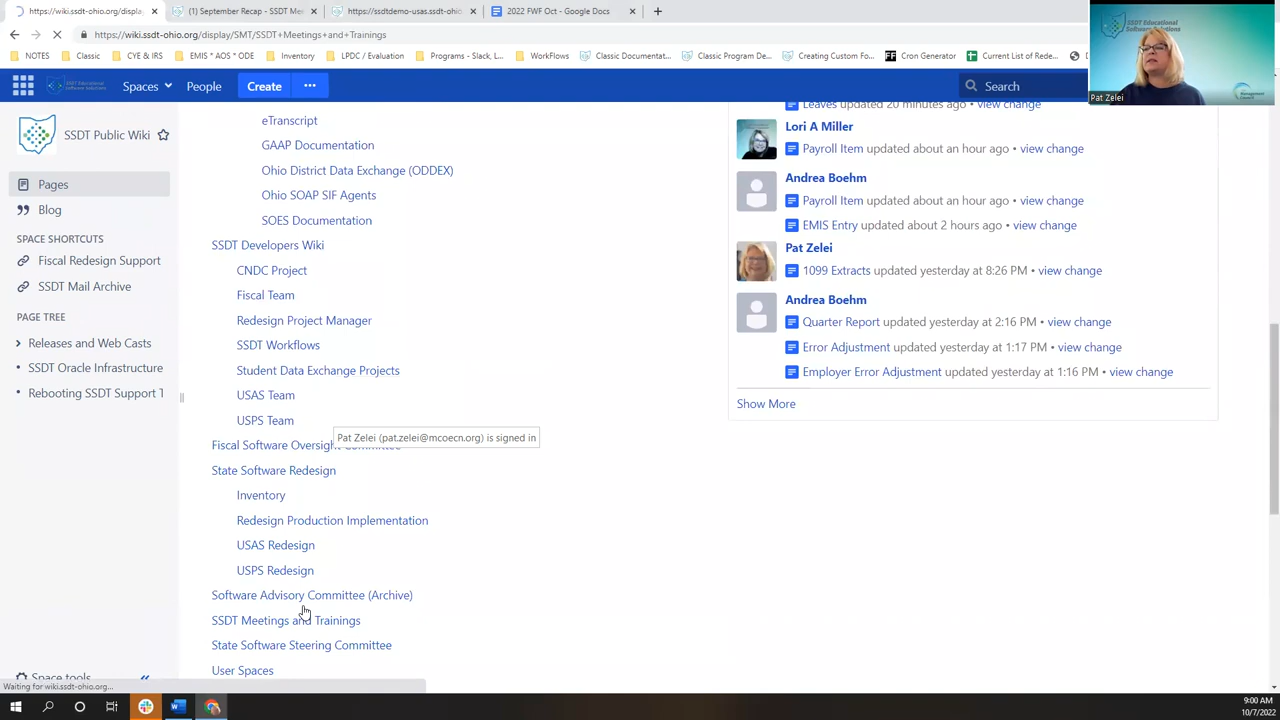 https://wiki.ssdt-ohio.org/displa
(1) September Recap - SSDT Me
https://ssdtdemo-usas.ssdt-ohio
2022 FWF Oct - Google Docs
https://wiki.ssdt-ohio.org/display/SMT/SSDT+Meetings+and+Trainings
NOTES
Classic
CYE & IRS
EMIS * AOS * ODE
Inventory
LPDC / Evaluation
Programs - Slack, L...
WorkFlows
Classic Documentat...
Classic Program De...
Creating Custom Fo...
Cron Generator
Current List of Rede...
SSDT Educational
Software Solutions
Management
Council
Pat Zelei
SSDT Educational
Software Solutions
Spaces
People
Create
Search
SSDT Public Wiki
Pages
Blog
SPACE SHORTCUTS
Fiscal Redesign Support
SSDT Mail Archive
PAGE TREE
Releases and Web Casts
SSDT Oracle Infrastructure
Rebooting SSDT Support 1
Space tools
eTranscript
GAAP Documentation
Ohio District Data Exchange (ODDEX)
Ohio SOAP SIF Agents
SOES Documentation
SSDT Developers Wiki
CNDC Project
Fiscal Team
Redesign Project Manager
SSDT Workflows
Student Data Exchange Projects
USAS Team
USPS Team
Pat Zelei (pat.zelei@mcoecn.org) is signed in
Fiscal Software Oversight Committee
State Software Redesign
Inventory
Redesign Production Implementation
USAS Redesign
USPS Redesign
Software Advisory Committee (Archive)
SSDT Meetings and Trainings
State Software Steering Committee
User Spaces
Leaves updated 20 minutes ago • view change
Lori A Miller
Payroll Item updated about an hour ago • view change
Andrea Boehm
Payroll Item updated about an hour ago • view change
EMIS Entry updated about 2 hours ago • view change
Pat Zelei
1099 Extracts updated yesterday at 8:26 PM • view change
Andrea Boehm
Quarter Report updated yesterday at 2:16 PM • view change
Error Adjustment updated yesterday at 1:17 PM • view change
Employer Error Adjustment updated yesterday at 1:16 PM • view change
Show More
Waiting for wiki.ssdt-ohio.org...
9:00 AM
10/7/2022